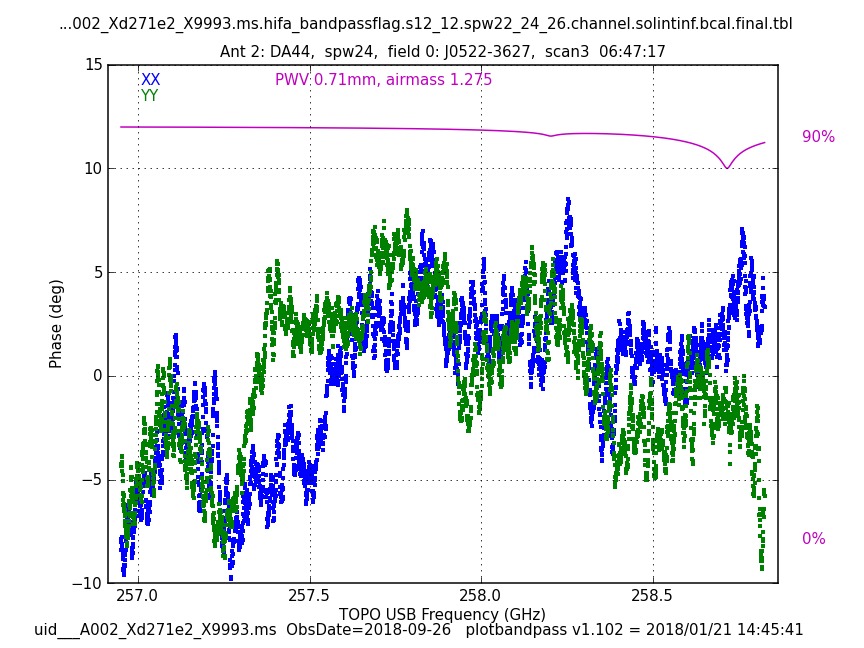 ...002_Xd271e2_X9993.ms.hifa_bandpassflag.s12_12.spw22_24_26.channel.solintinf.bcal.final.tbl
Ant 2: DA44, spw24, field 0: J0522-3627, scan3 06:47:17
15
XX
PWV 0.71mm, airmass 1.275
YY
90%
10
5
Phase (deg)
0
−5
0%
−10
257.0
257.5
258.0
258.5
TOPO USB Frequency (GHz)
uid___A002_Xd271e2_X9993.ms ObsDate=2018-09-26 plotbandpass v1.102 = 2018/01/21 14:45:41